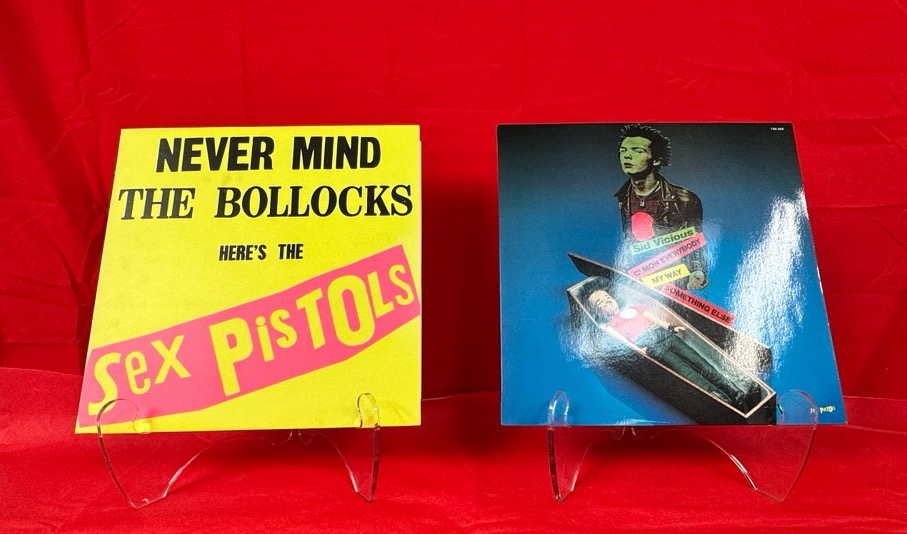 NEVER MIND
THE BOLLOCKS
HERE'S THE
Sex PisTOLs
Sid Vicious
C'MON EVERYBODY
MY WAY
SOMETHING ELSE